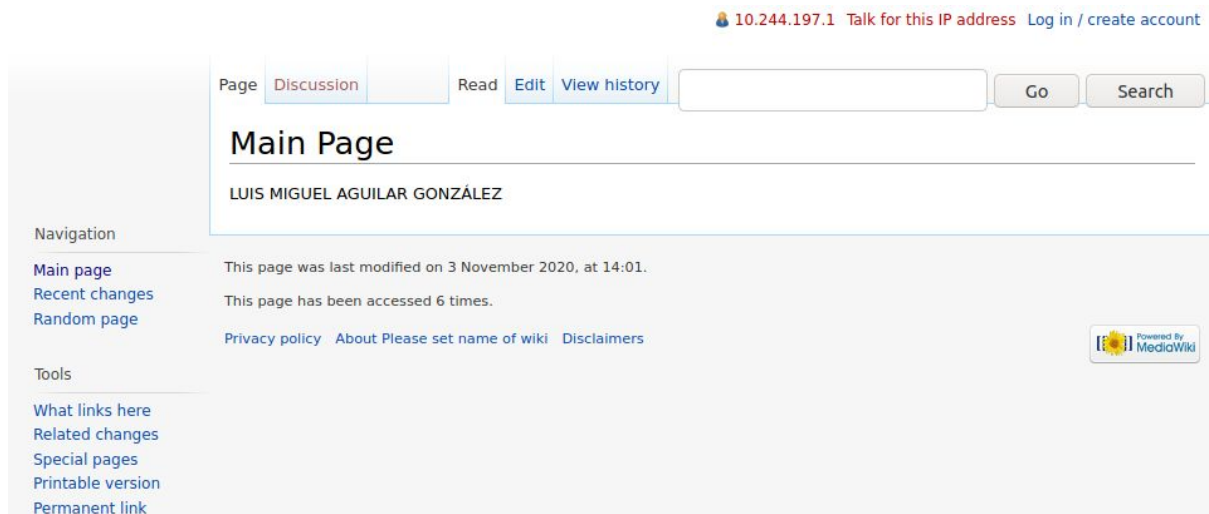 10.244.197.1 Talk for this IP address Log in / create account
Page Discussion Read Edit View history Go Search
Main Page
LUIS MIGUEL AGUILAR GONZÁLEZ
Navigation
Main page
Recent changes
Random page
Tools
What links here
Related changes
Special pages
Printable version
Permanent link
This page was last modified on 3 November 2020, at 14:01.
This page has been accessed 6 times.
Privacy policy About Please set name of wiki Disclaimers
Powered By
MediaWiki